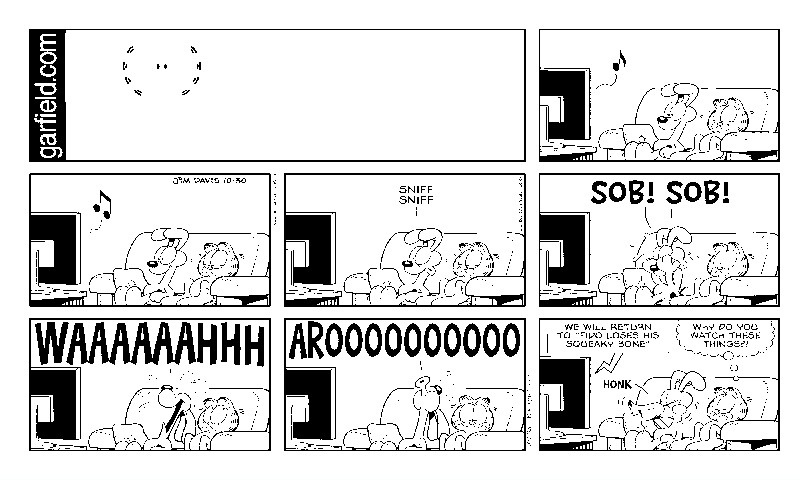 garfield.com
JIM DAVIS 10-30
SNIFF
SNIFF
SOB! SOB!
WAAAAAAHHH
AROOOOOOOOOO
WE WILL RETURN
TO "FIDO LOSES HIS
SQUEAKY BONE"
WHY DO YOU
WATCH THESE
THINGS?!
HONK